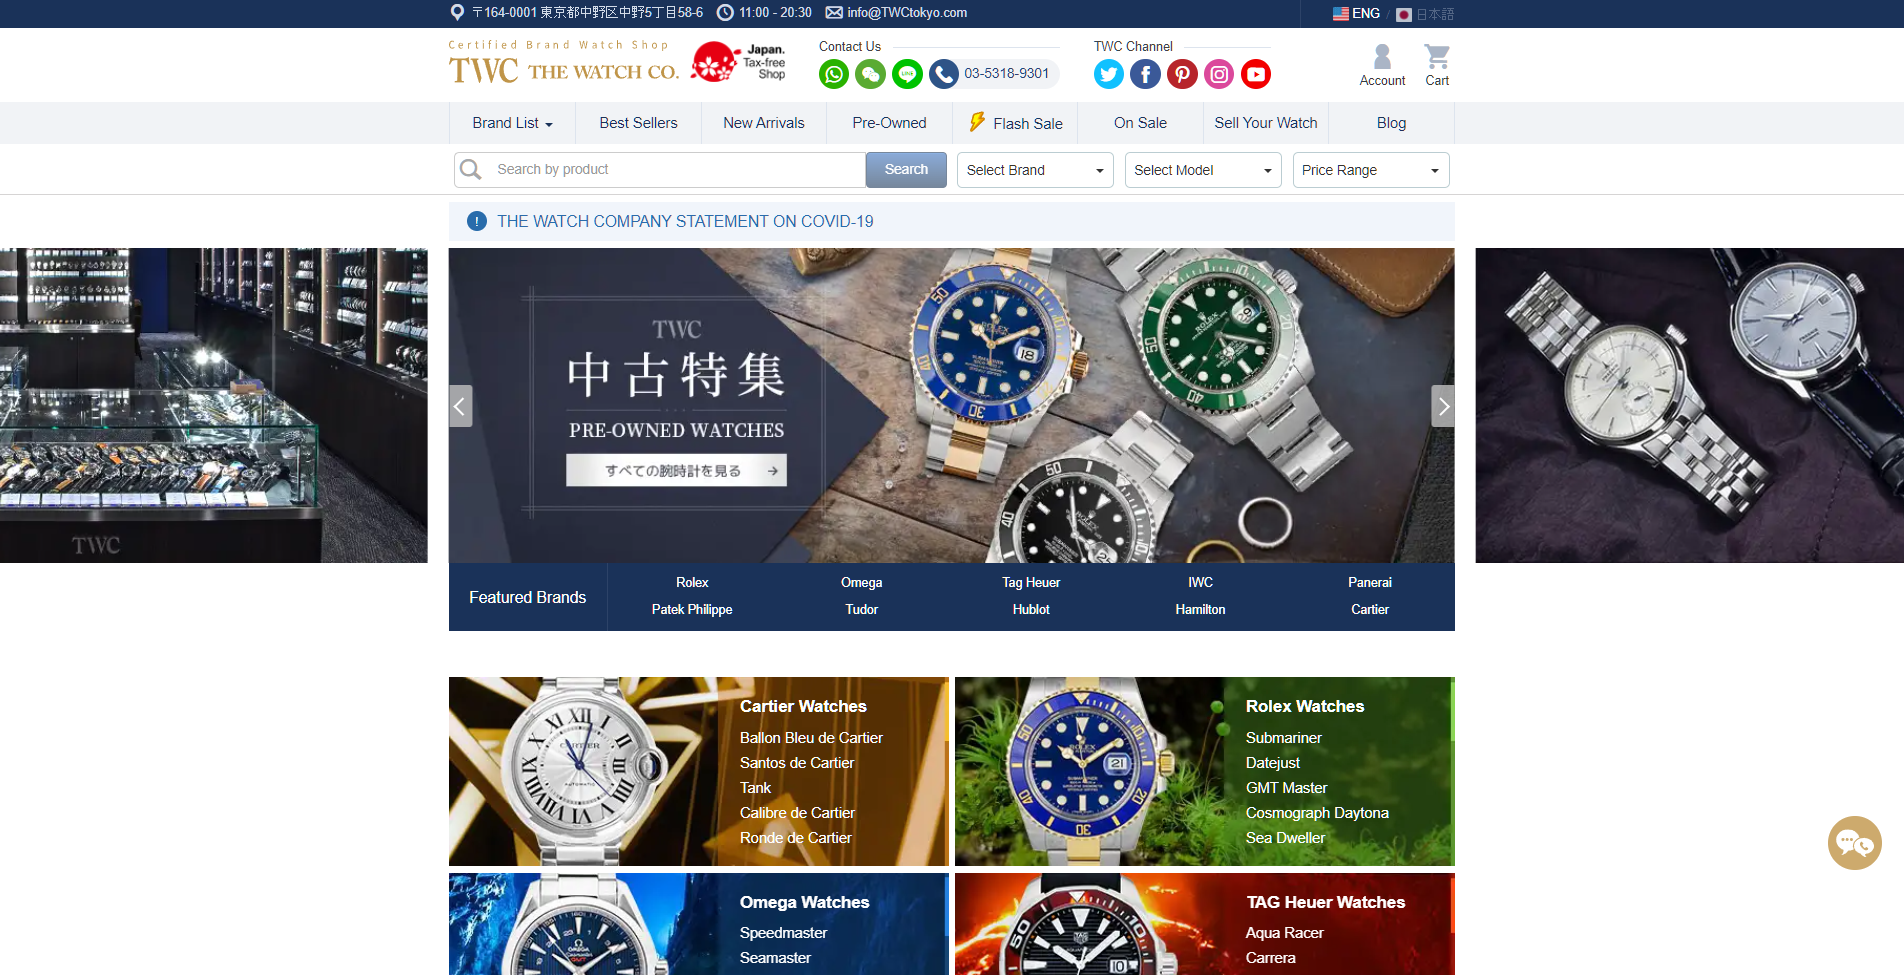 〒164-0001 東京都中野区中野5丁目58-6 11:00 - 20:30 info@TWCtokyo.com ENG / 日本語
Certified Brand Watch Shop
TWC THE WATCH CO.
Japan.
Tax-free
Shop
Contact Us
03-5318-9301
TWC Channel
Account
Cart
Brand List Best Sellers New Arrivals Pre-Owned Flash Sale On Sale Sell Your Watch Blog
Search by product Search Select Brand Select Model Price Range
! THE WATCH COMPANY STATEMENT ON COVID-19
TWC
TWC
中古特集
PRE-OWNED WATCHES
すべての腕時計を見る →
Featured Brands
Rolex Omega Tag Heuer IWC Panerai
Patek Philippe Tudor Hublot Hamilton Cartier
Cartier Watches
Ballon Bleu de Cartier
Santos de Cartier
Tank
Calibre de Cartier
Ronde de Cartier
Rolex Watches
Submariner
Datejust
GMT Master
Cosmograph Daytona
Sea Dweller
Omega Watches
Speedmaster
Seamaster
TAG Heuer Watches
Aqua Racer
Carrera